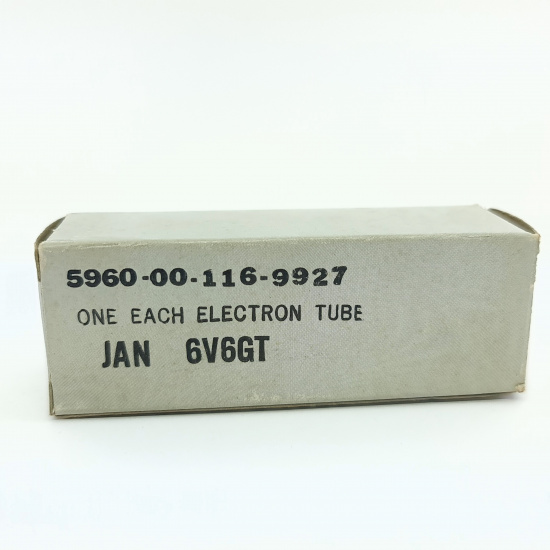 5960-00-116-9927
ONE EACH ELECTRON TUBE
JAN 6V6GT